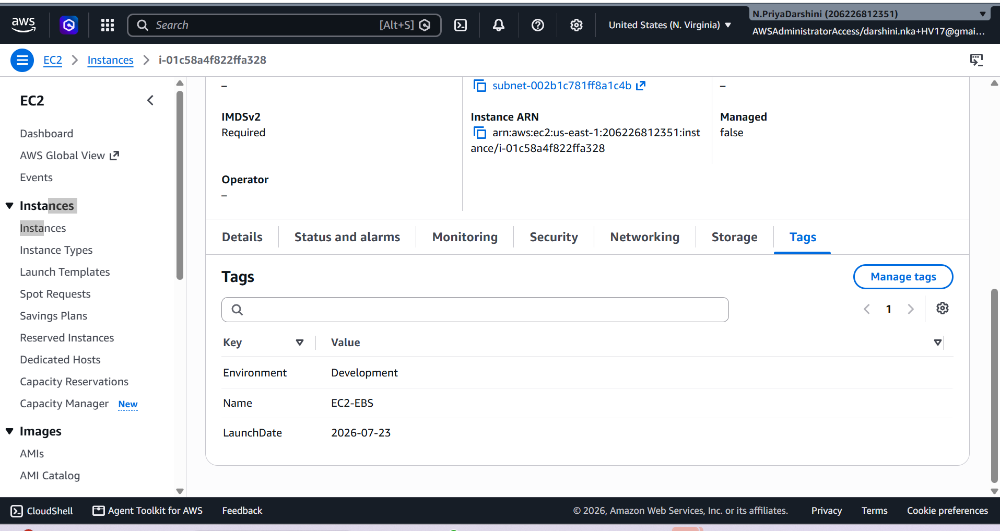 aws
Search
[Alt+S]
United States (N. Virginia)
N.PriyaDarshini (206226812351)
AWSAdministratorAccess/darshini.nka+HV17@gmai...
EC2
Instances
i-01c58a4f822ffa328
EC2
Dashboard
AWS Global View
Events
Instances
Instances
Instance Types
Launch Templates
Spot Requests
Savings Plans
Reserved Instances
Dedicated Hosts
Capacity Reservations
Capacity Manager New
Images
AMIs
AMI Catalog
–
subnet-002b1c781ff8a1c4b
–
IMDSv2
Required
Instance ARN
arn:aws:ec2:us-east-1:206226812351:inst
ance/i-01c58a4f822ffa328
Managed
false
Operator
–
Details
Status and alarms
Monitoring
Security
Networking
Storage
Tags
Tags
Manage tags
1
Key
Value
Environment
Development
Name
EC2-EBS
LaunchDate
2026-07-23
CloudShell
Agent Toolkit for AWS
Feedback
© 2026, Amazon Web Services, Inc. or its affiliates.
Privacy
Terms
Cookie preferences